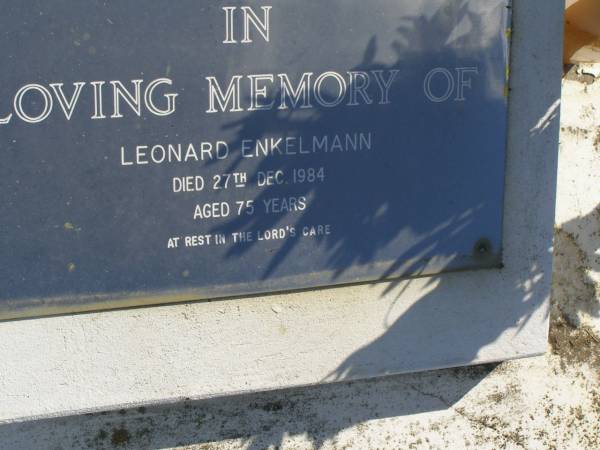 IN
LOVING MEMORY OF
LEONARD ENKELMANN
DIED 27TH DEC. 1984
AGED 75 YEARS
AT REST IN THE LORD'S CARE